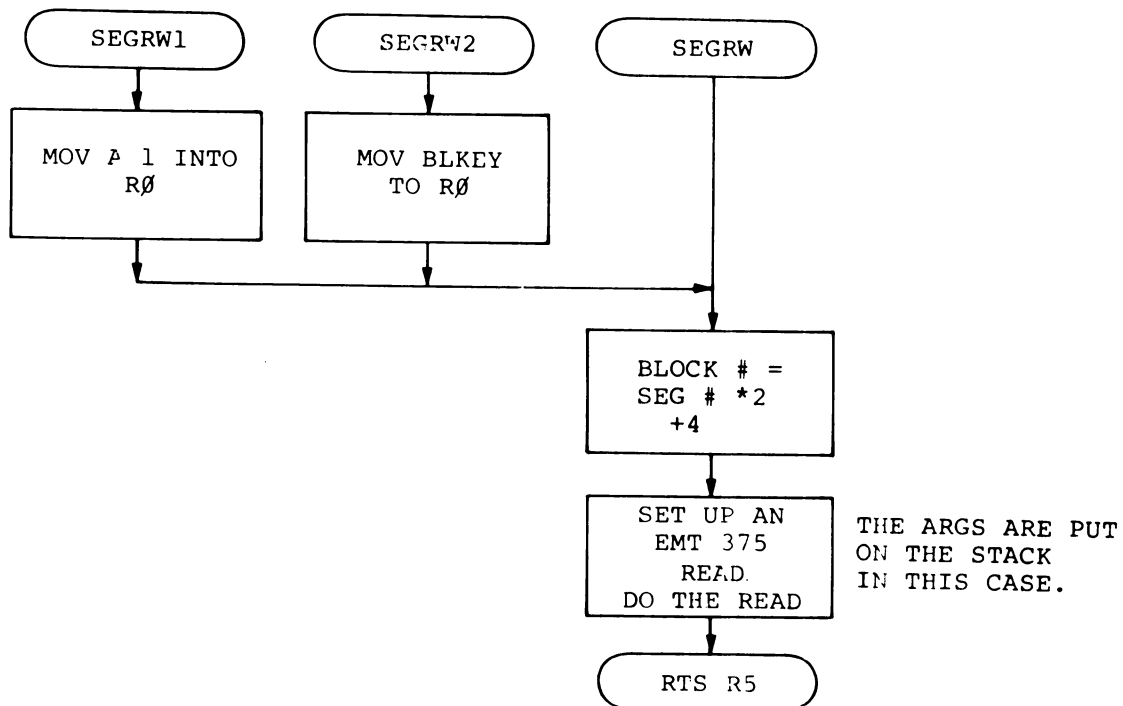 SEGRW1
SEGRW2
SEGRW
MOV A 1 INTO
RØ
MOV BLKEY
TO RØ
BLOCK # =
SEG # *2
+4
SET UP AN
EMT 375
READ.
DO THE READ
THE ARGS ARE PUT
ON THE STACK
IN THIS CASE.
RTS R5